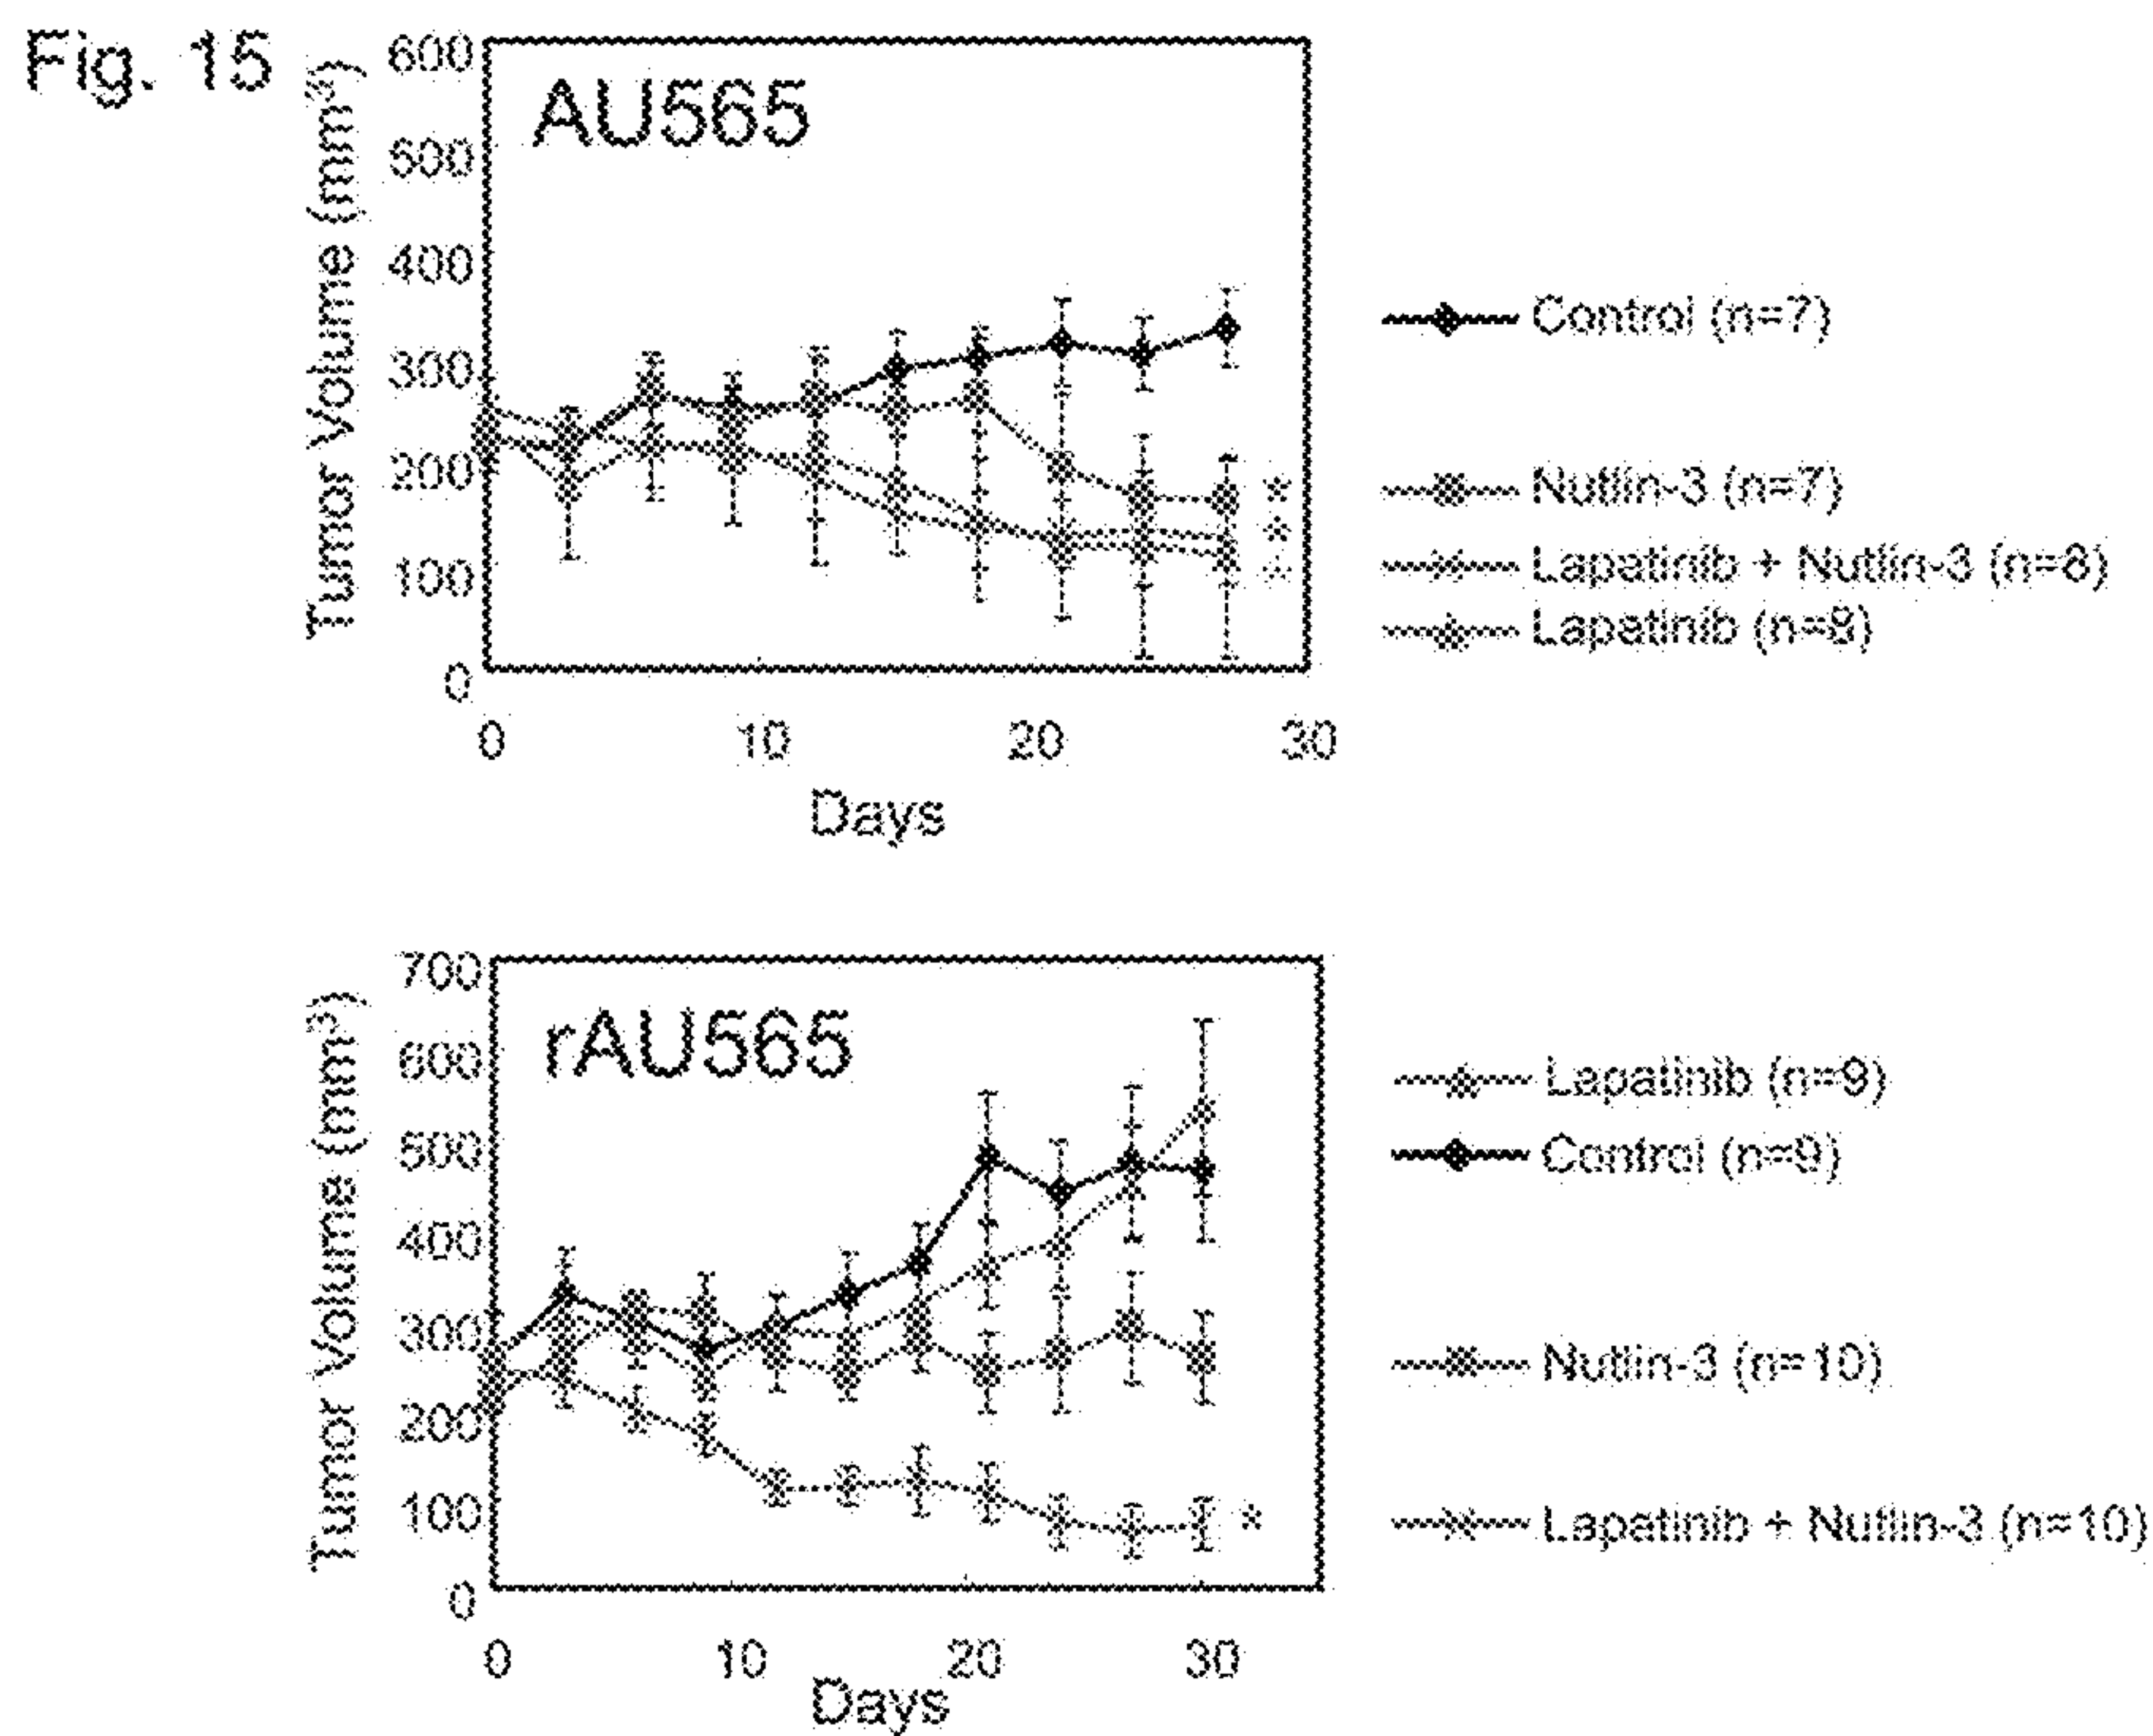 Fig. 15
AU565
Tumor Volume (mm³)
600
500
400
300
200
100
0
0 10 20 30
Days
Control (n=7)
Nutlin-3 (n=7)
Lapatinib + Nutlin-3 (n=8)
Lapatinib (n=9)
*
*
*
rAU565
Tumor Volume (mm³)
700
600
500
400
300
200
100
0
0 10 20 30
Days
Lapatinib (n=9)
Control (n=9)
Nutlin-3 (n=10)
Lapatinib + Nutlin-3 (n=10)
*